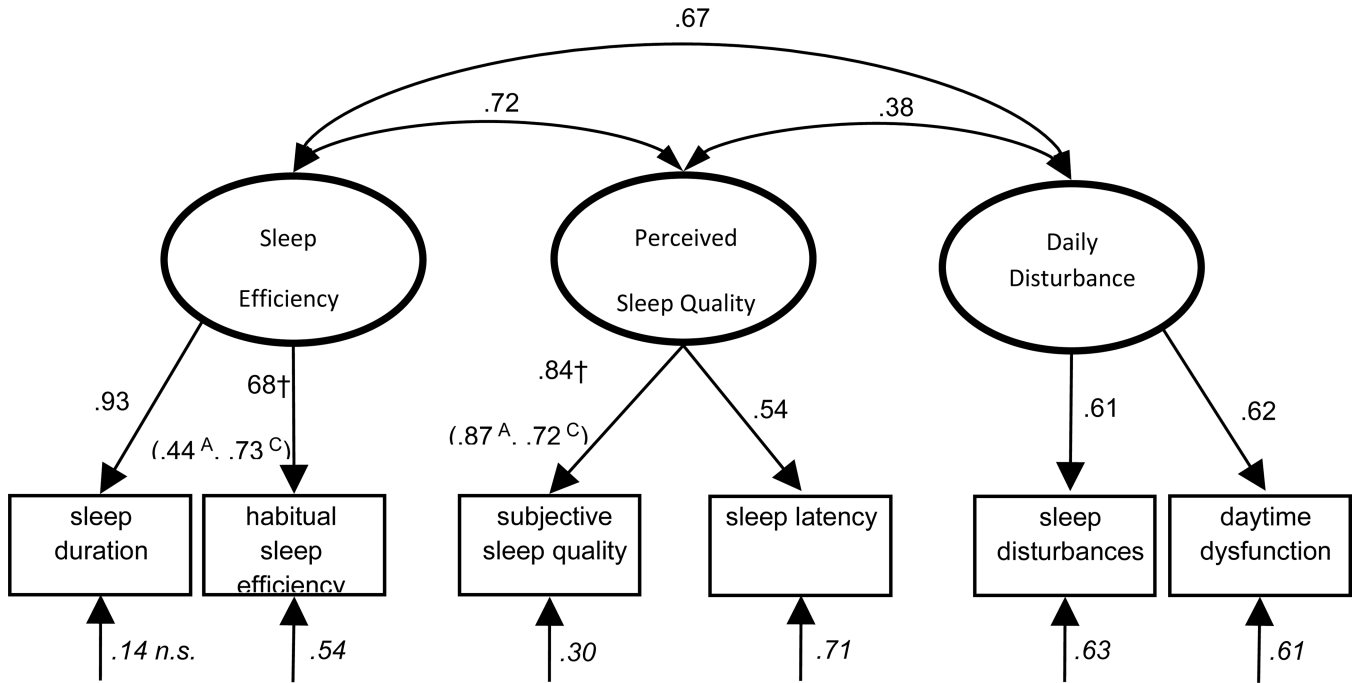 .67
.72
.38
Sleep
Efficiency
Perceived
Sleep Quality
Daily
Disturbance
.93
68†
(.44 A, .73 C)
.84†
(.87 A, .72 C)
.54
.61
.62
sleep
duration
habitual
sleep
efficiency
subjective
sleep quality
sleep latency
sleep
disturbances
daytime
dysfunction
.14 n.s.
.54
.30
.71
.63
.61